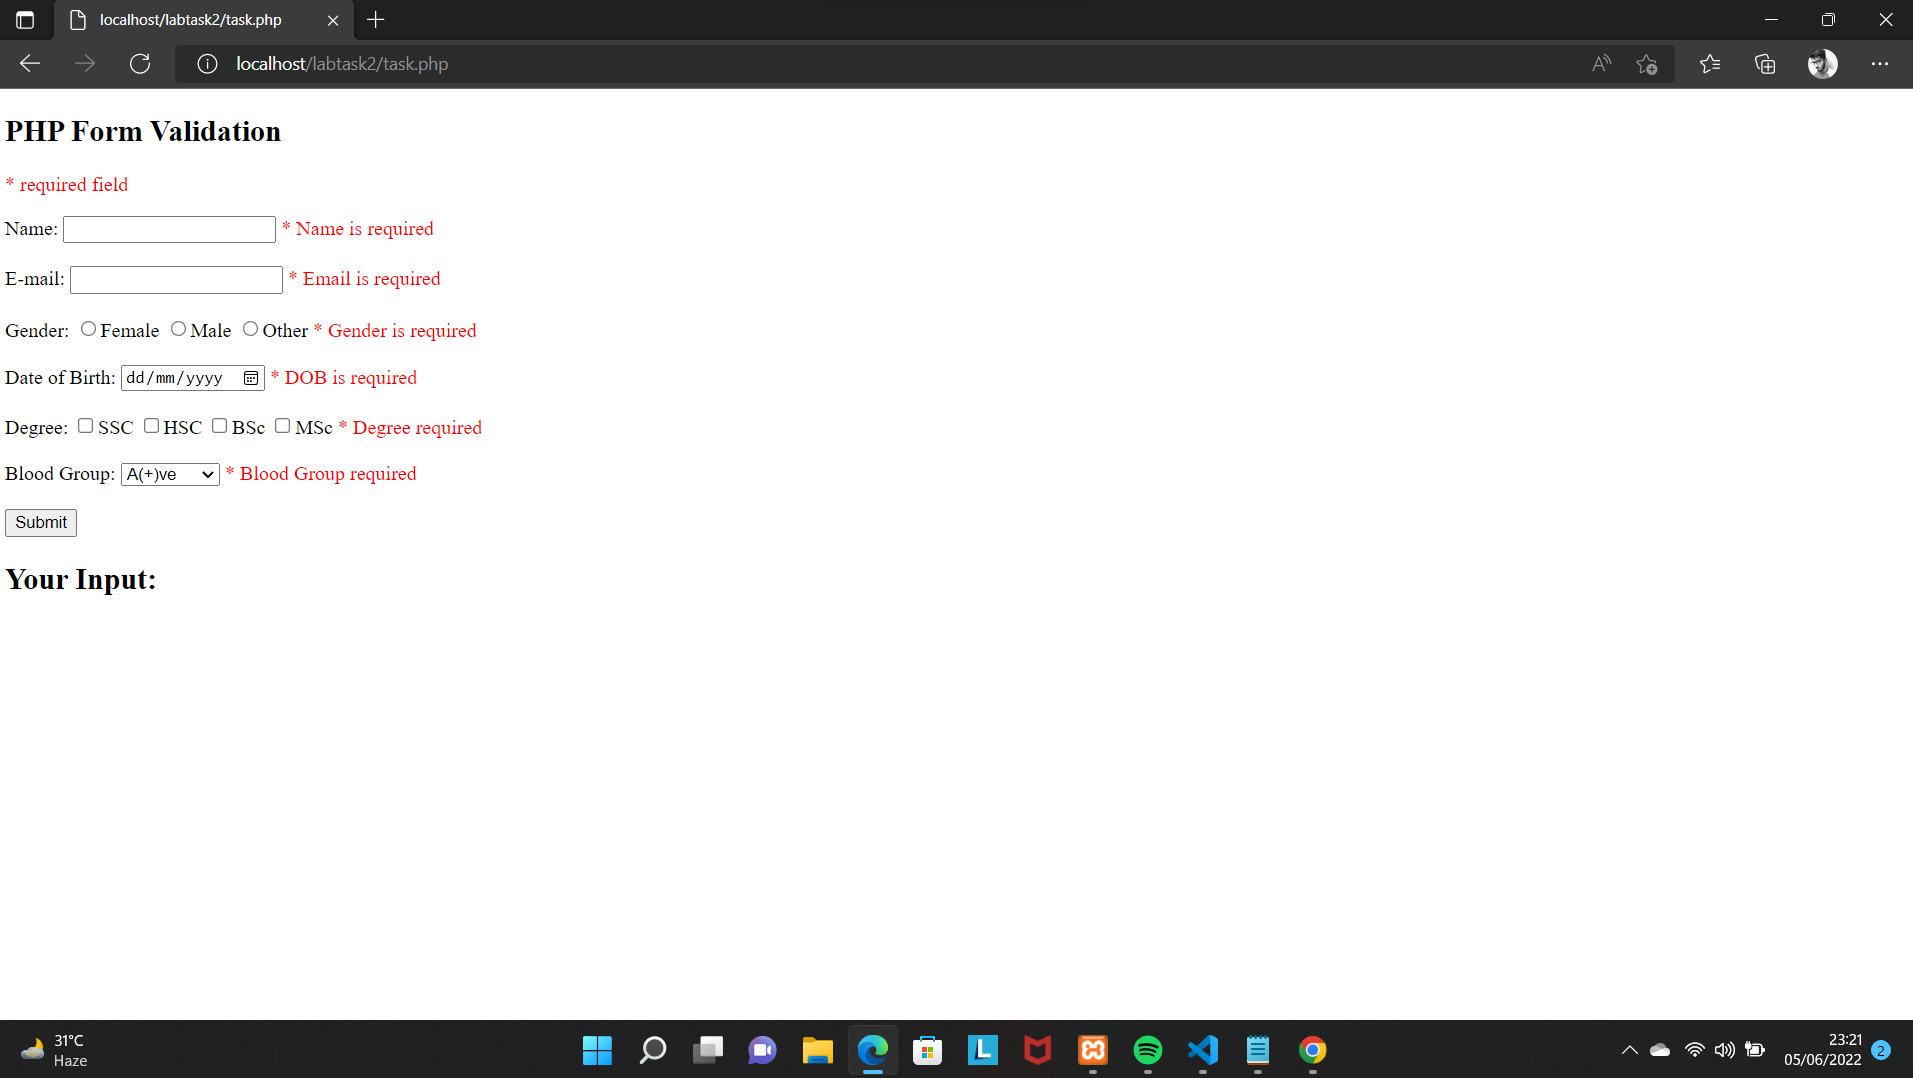 localhost/labtask2/task.php
localhost/labtask2/task.php
PHP Form Validation
* required field
Name: * Name is required
E-mail: * Email is required
Gender: Female Male Other * Gender is required
Date of Birth: dd/mm/yyyy * DOB is required
Degree: SSC HSC BSc MSc * Degree required
Blood Group: A(+)ve * Blood Group required
Submit
Your Input:
31°C
Haze
L
23:21
05/06/2022
2